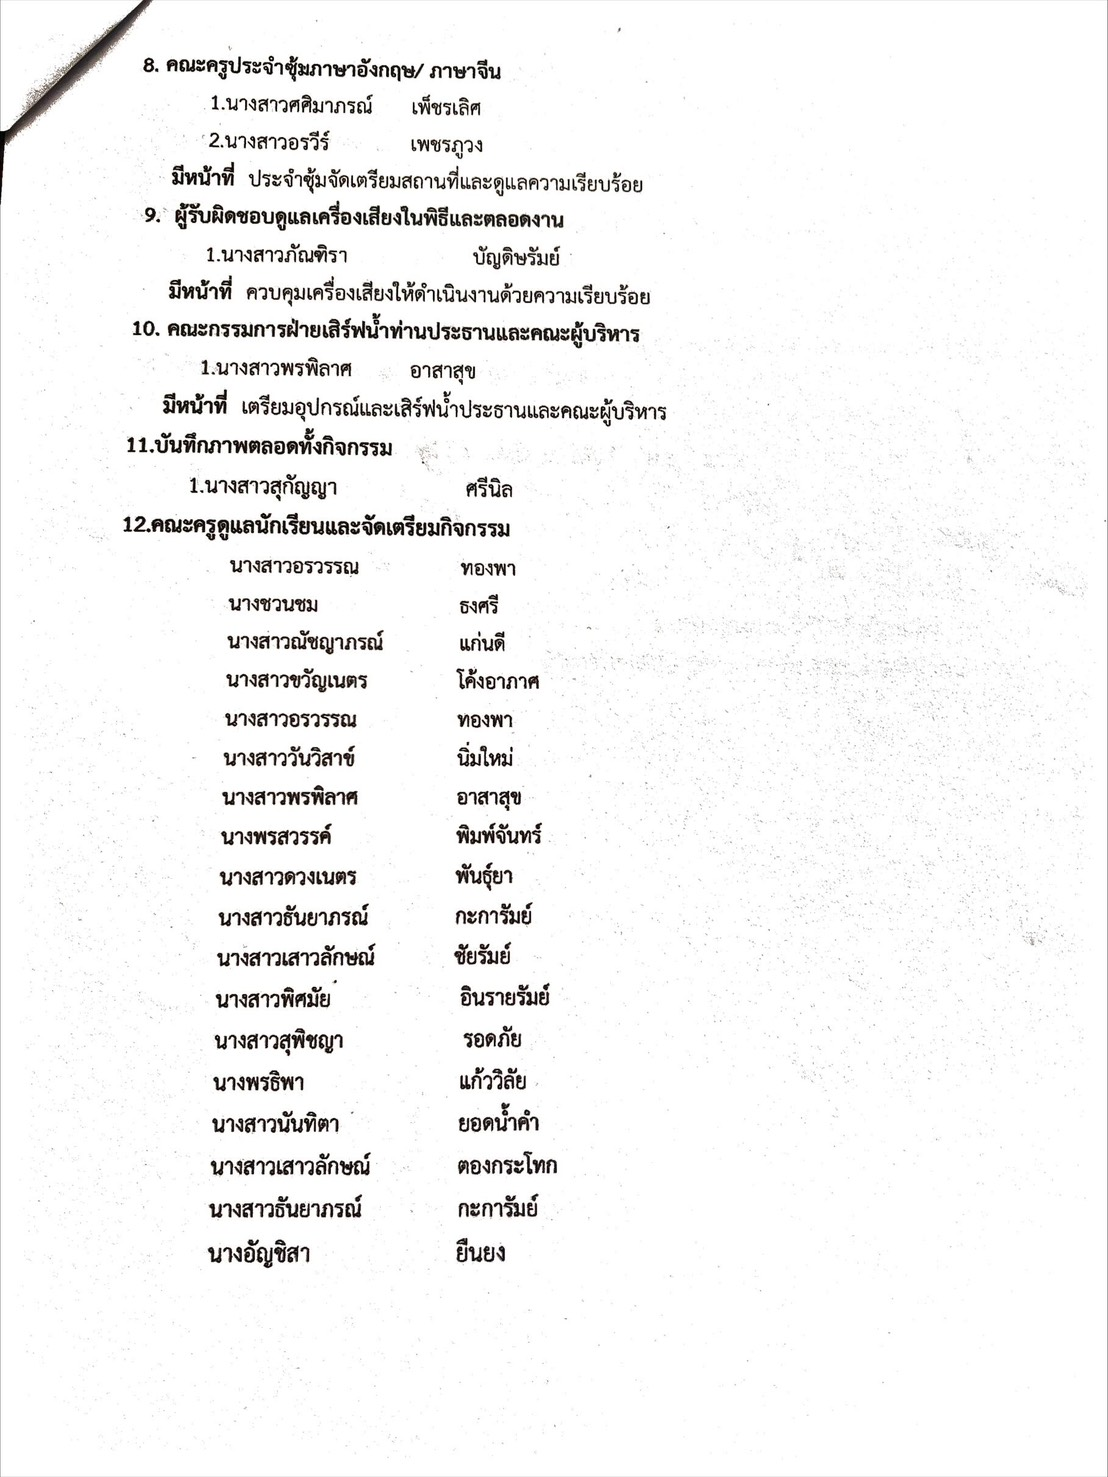 8. คณะครูประจำซุ้มภาษาอังกฤษ/ ภาษาจีน
1.นางสาวศศิมาภรณ์ เพ็ชรเลิศ
2.นางสาวอรวีร์ เพชรภูวง
มีหน้าที่ ประจำซุ้มจัดเตรียมสถานที่และดูแลความเรียบร้อย
9. ผู้รับผิดชอบดูแลเครื่องเสียงในพิธีและตลอดงาน
1.นางสาวภัณฑิรา บัญดิษรัมย์
มีหน้าที่ ควบคุมเครื่องเสียงให้ดำเนินงานด้วยความเรียบร้อย
10. คณะกรรมการฝ่ายเสิร์ฟน้ำท่านประธานและคณะผู้บริหาร
1.นางสาวพรพิลาศ อาสาสุข
มีหน้าที่ เตรียมอุปกรณ์และเสิร์ฟน้ำประธานและคณะผู้บริหาร
11.บันทึกภาพตลอดทั้งกิจกรรม
1.นางสาวสุกัญญา ศรีนิล
12.คณะครูดูแลนักเรียนและจัดเตรียมกิจกรรม
นางสาวอรวรรณ ทองพา
นางชวนชม ธงศรี
นางสาวณัชญาภรณ์ แก่นดี
นางสาวขวัญเนตร โค้งอาภาศ
นางสาวอรวรรณ ทองพา
นางสาววันวิสาข์ นิ่มใหม่
นางสาวพรพิลาศ อาสาสุข
นางพรสวรรค์ พิมพ์จันทร์
นางสาวดวงเนตร พันธุ์ยา
นางสาวธันยาภรณ์ กะการัมย์
นางสาวเสาวลักษณ์ ชัยรัมย์
นางสาวพิศมัย อินรายรัมย์
นางสาวสุพิชญา รอดภัย
นางพรธิพา แก้ววิลัย
นางสาวนันทิตา ยอดน้ำคำ
นางสาวเสาวลักษณ์ ตองกระโทก
นางสาวธันยาภรณ์ กะการัมย์
นางอัญชิสา ยืนยง